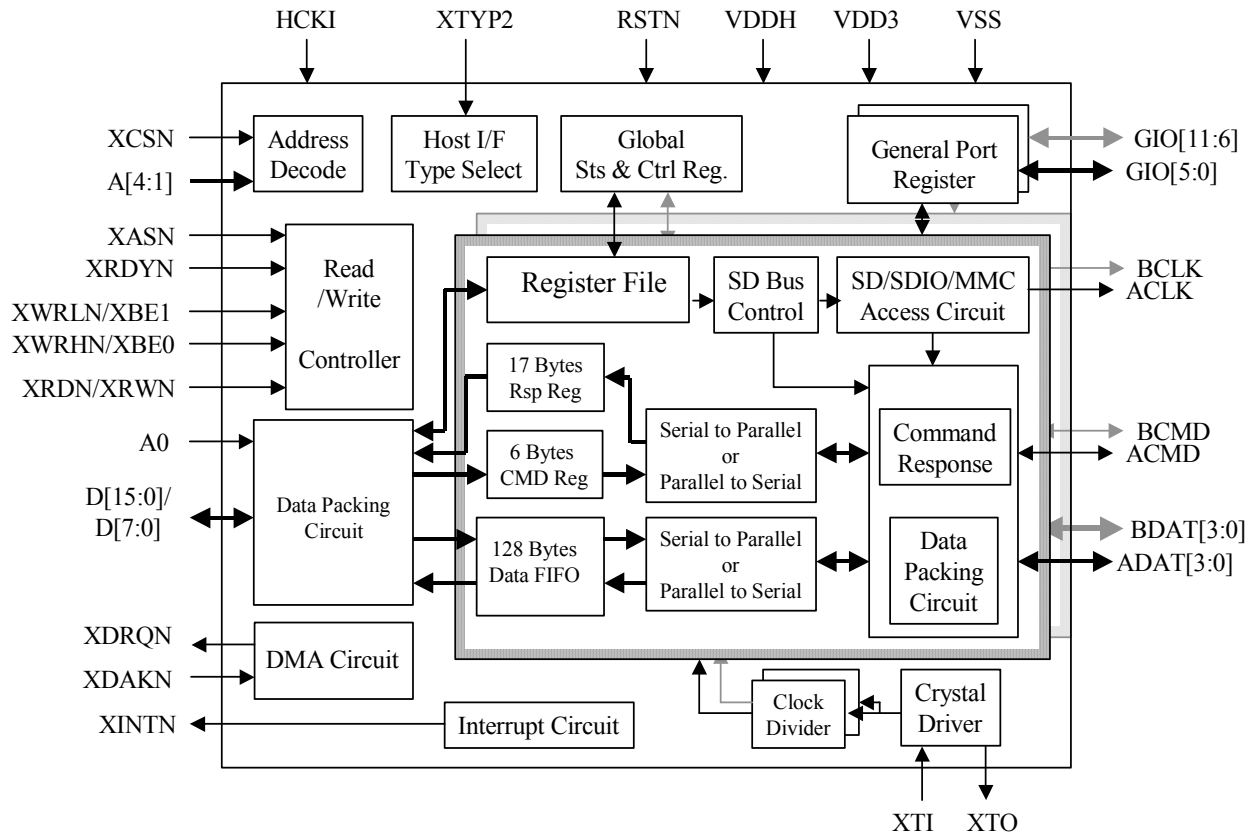 HCKI
XTYP2
RSTN
VDDH
VDD3
VSS
XCSN
A[4:1]
Address
Decode
Host I/F
Type Select
Global
Sts & Ctrl Reg.
General Port
Register
GIO[11:6]
GIO[5:0]
XASN
XRDYN
XWRLN/XBE1
XWRHN/XBE0
XRDN/XRWN
Read
/Write
Controller
Register File
SD Bus
Control
SD/SDIO/MMC
Access Circuit
BCLK
ACLK
17 Bytes
Rsp Reg
6 Bytes
CMD Reg
Serial to Parallel
or
Parallel to Serial
Command
Response
BCMD
ACMD
A0
D[15:0]/
D[7:0]
Data Packing
Circuit
128 Bytes
Data FIFO
Serial to Parallel
or
Parallel to Serial
Data
Packing
Circuit
BDAT[3:0]
ADAT[3:0]
XDRQN
XDAKN
DMA Circuit
XINTN
Interrupt Circuit
Clock
Divider
Crystal
Driver
XTI
XTO